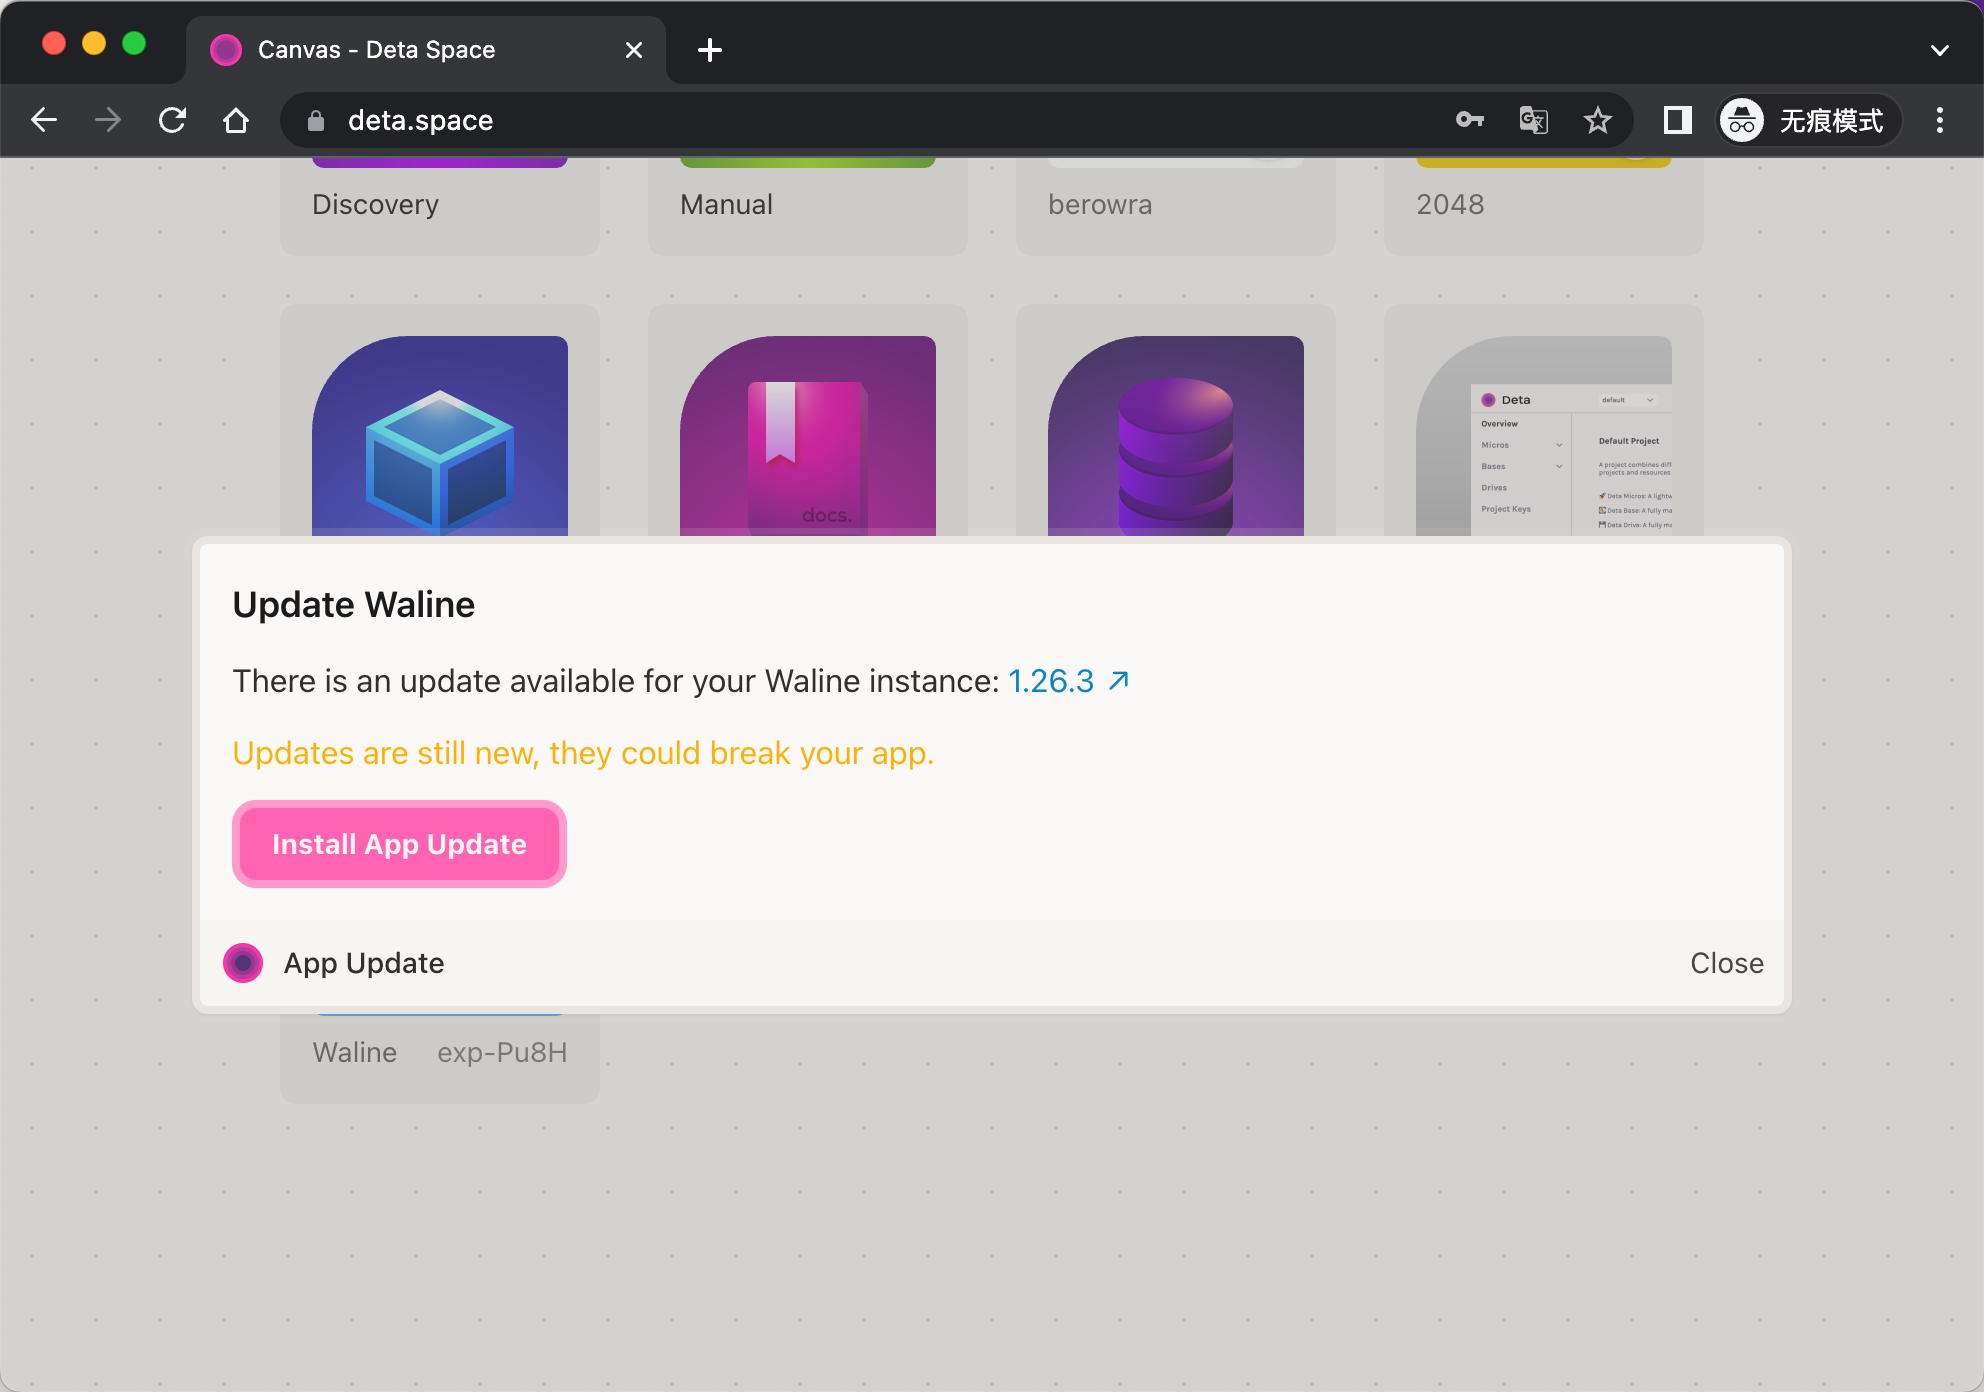 Canvas - Deta Space
deta.space
无痕模式
Discovery
Manual
berowra
2048
docs.
Deta
default
Overview
Micros
Bases
Drives
Project Keys
Default Project
A project combines diff
projects and resources
Deta Micros: A lightw
Deta Base: A fully ma
Deta Drive: A fully ma
Update Waline
There is an update available for your Waline instance: 1.26.3 ↗
Updates are still new, they could break your app.
Install App Update
App Update
Close
Waline
exp-Pu8H